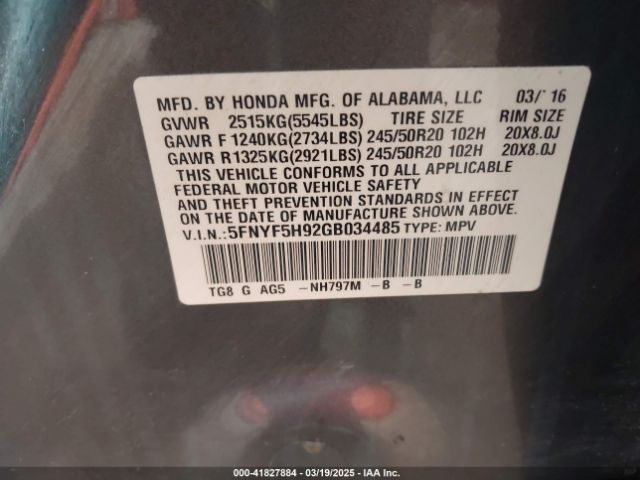 MFD. BY HONDA MFG. OF ALABAMA, LLC 03/'16
GVWR 2515KG(5545LBS) TIRE SIZE RIM SIZE
GAWR F 1240KG(2734LBS) 245/50R20 102H 20X8.0J
GAWR R1325KG(2921LBS) 245/50R20 102H 20X8.0J
THIS VEHICLE CONFORMS TO ALL APPLICABLE
FEDERAL MOTOR VEHICLE SAFETY
AND THEFT PREVENTION STANDARDS IN EFFECT
ON THE DATE OF MANUFACTURE SHOWN ABOVE.
V.I.N.:5FNYF5H92GB034485 TYPE: MPV
TG8 G AG5 -NH797M -B -B
000-41827884 — 03/19/2025 — IAA Inc.